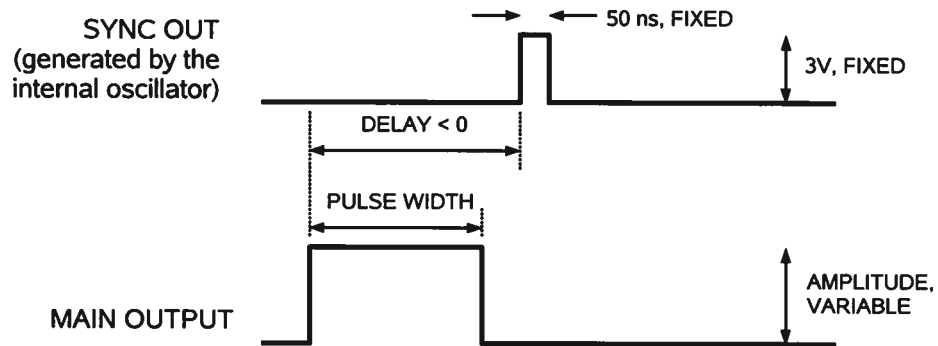 SYNC OUT
(generated by the
internal oscillator)
50 ns, FIXED
3V, FIXED
DELAY < 0
PULSE WIDTH
MAIN OUTPUT
AMPLITUDE,
VARIABLE